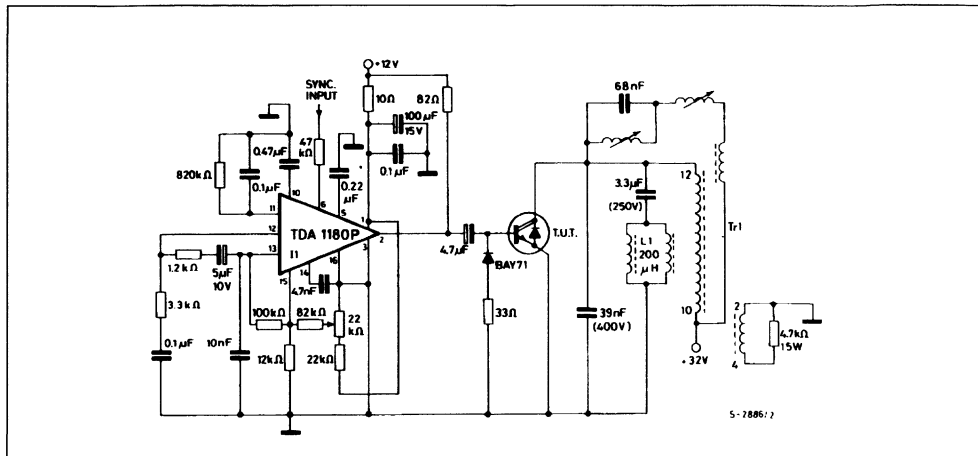 +12V
SYNC.
INPUT
10Ω
82Ω
100µF
15V
0.1µF
47
kΩ
0.47µF
820kΩ
0.1µF
0.22
µF
10
6
5
11
12
13
TDA 1180P
I1
1
2
3
16
14
15
1.2kΩ
5µF
10V
4.7nF
3.3kΩ
100kΩ
82kΩ
22
kΩ
0.1µF
10nF
12kΩ
22kΩ
4.7µF
BAY71
33Ω
T.U.T.
68nF
3.3µF
(250V)
L1
200
µH
39nF
(400V)
12
10
Tr1
+32V
2
4
4.7kΩ
15W
S-2886/2